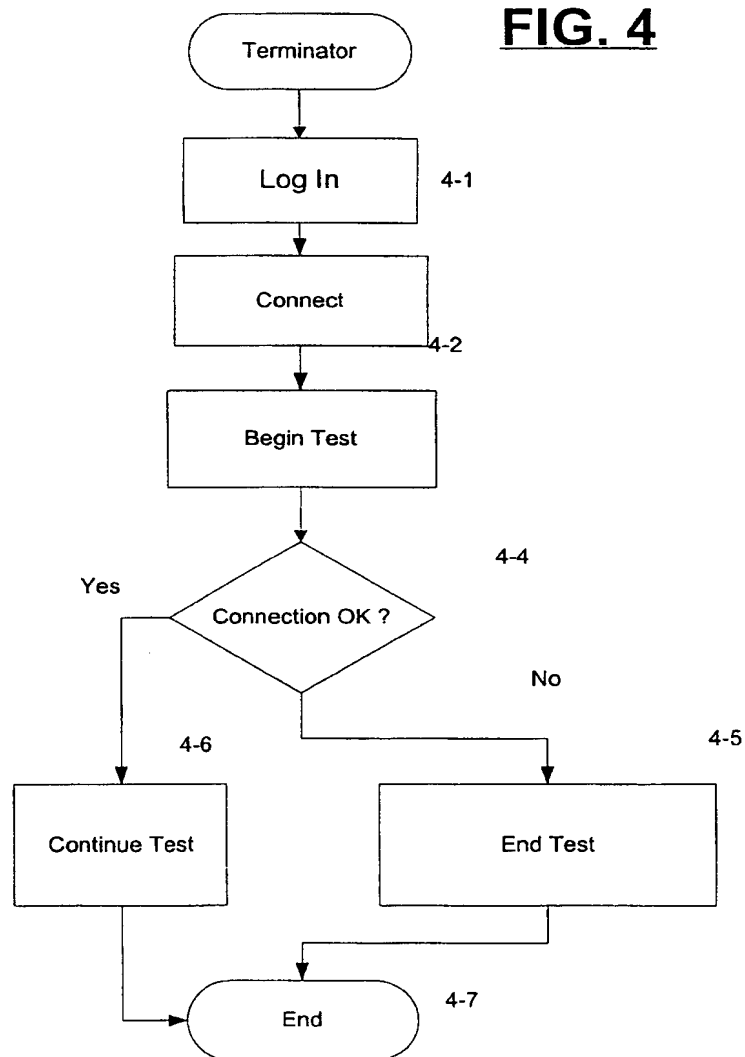 FIG. 4
Terminator
Log In
4-1
Connect
4-2
Begin Test
4-4
Yes
Connection OK ?
No
4-6
4-5
Continue Test
End Test
4-7
End